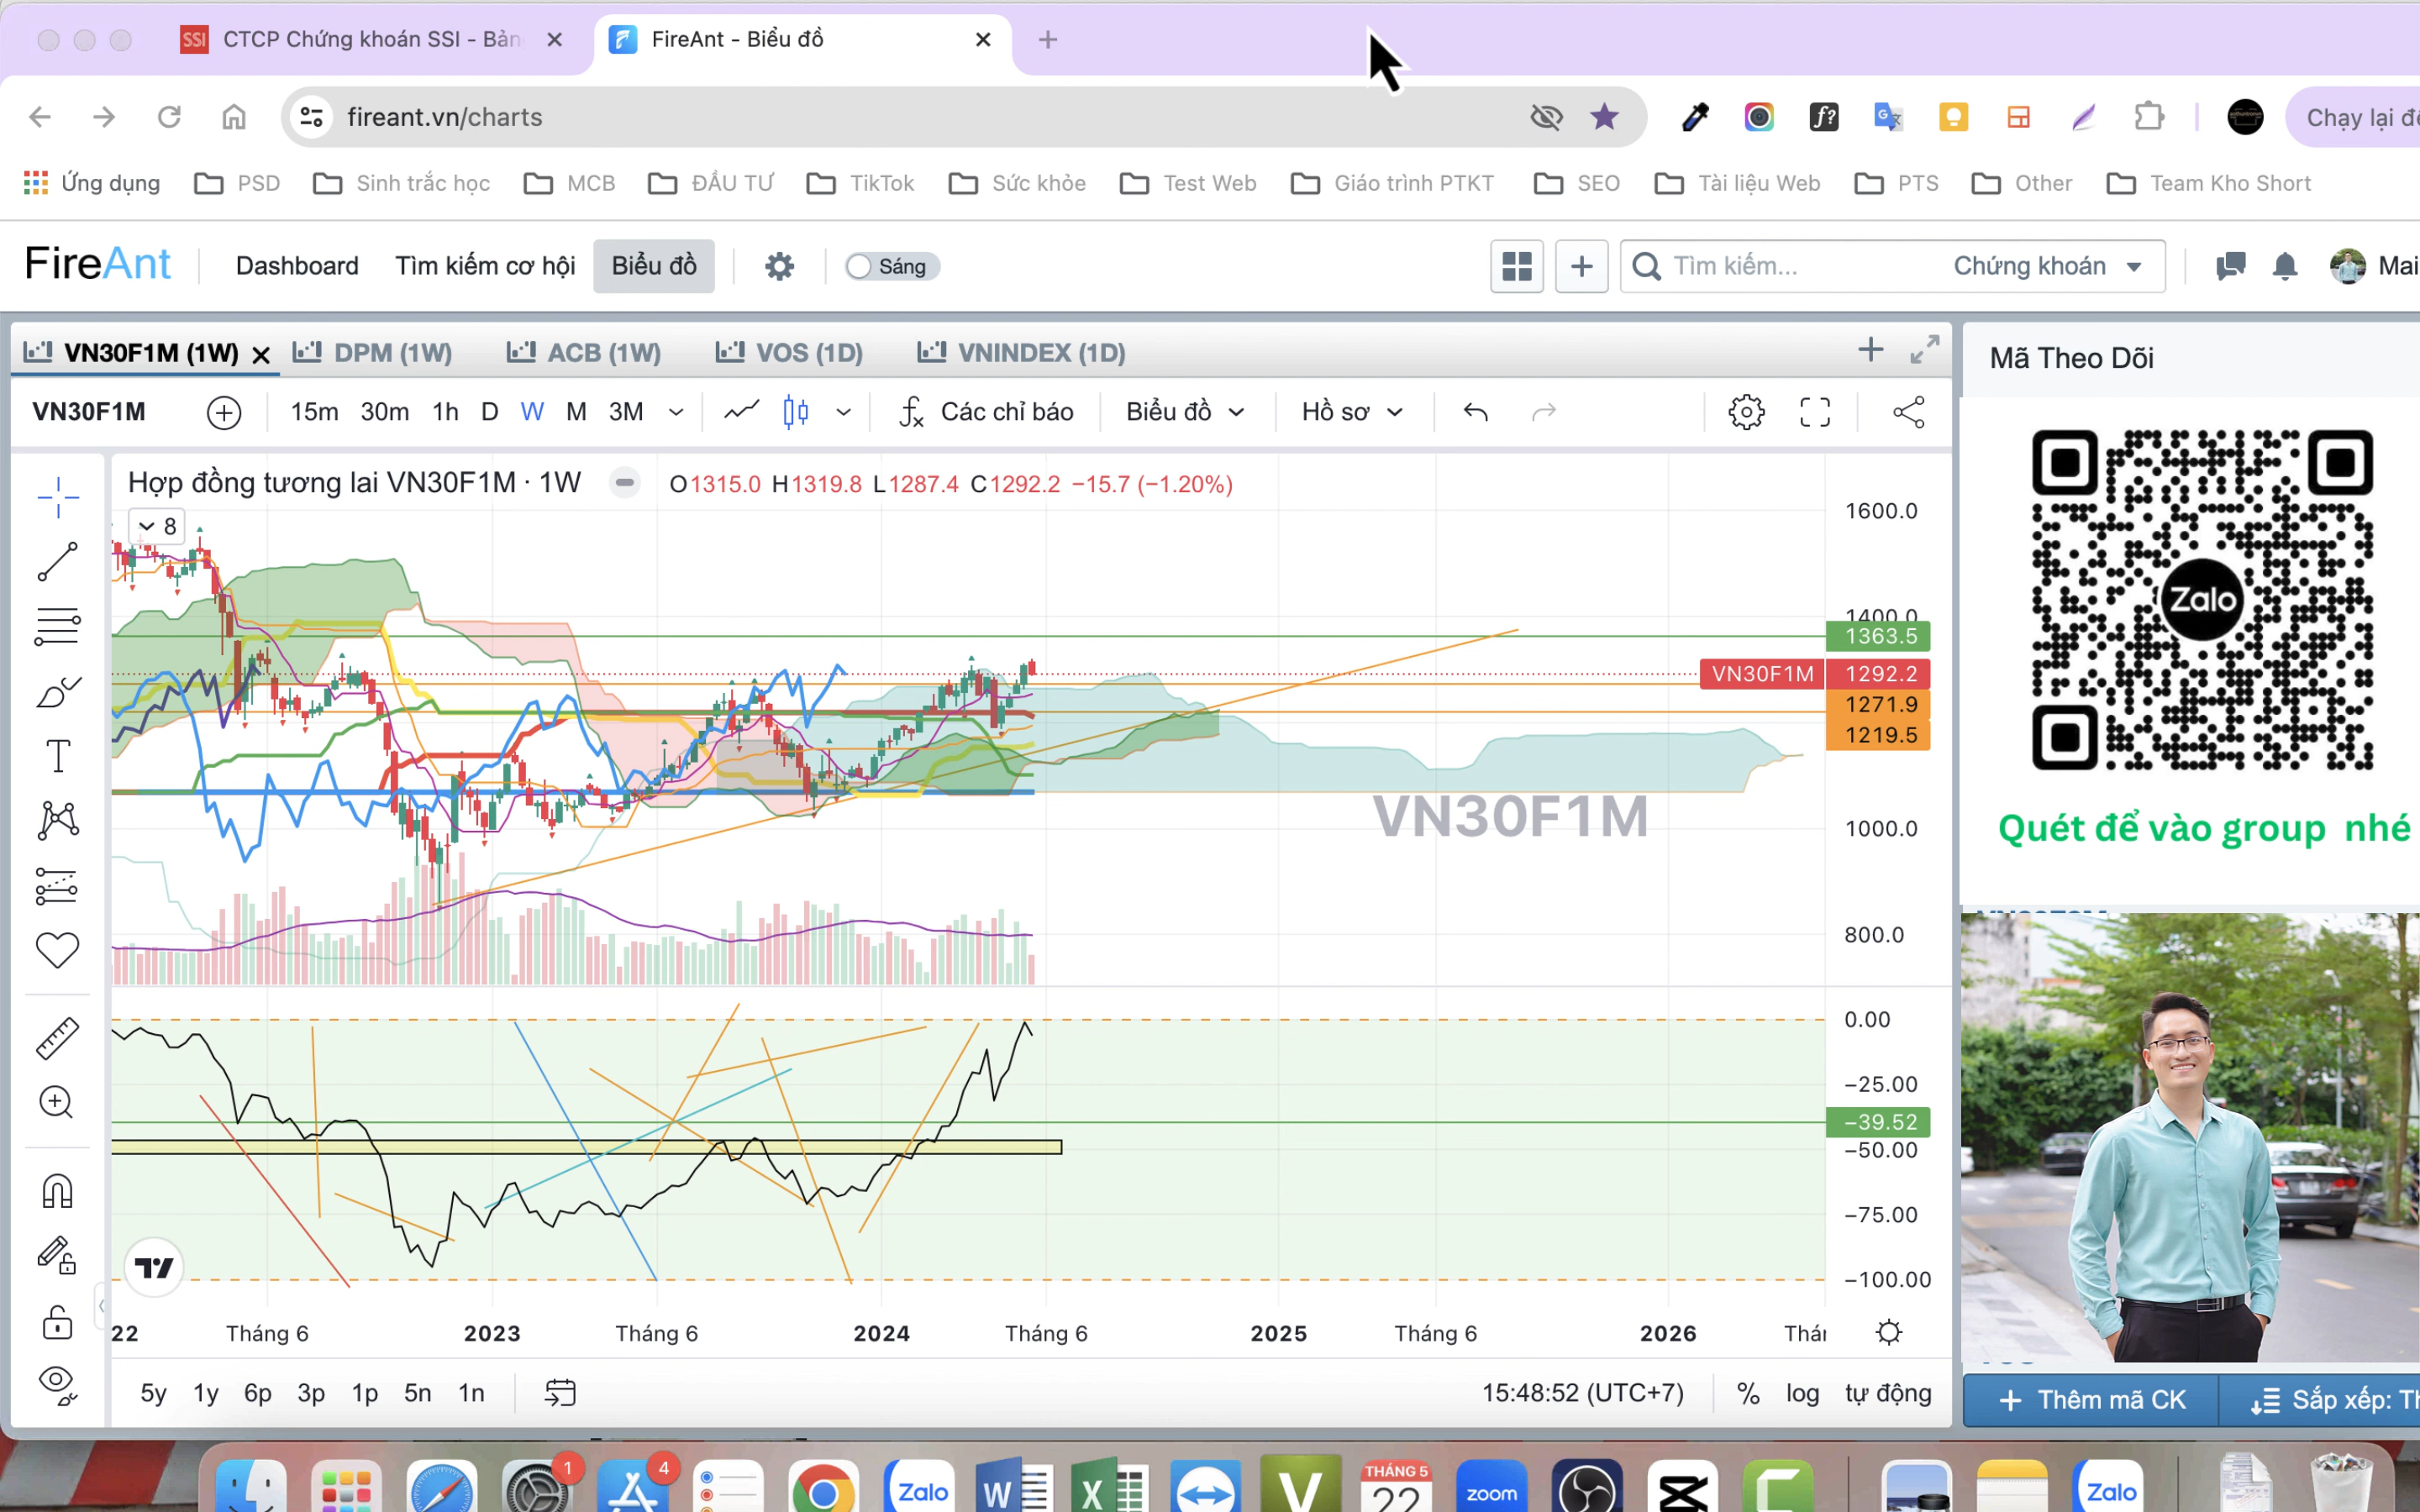 SSI CTCP Chứng khoán SSI - Bản
FireAnt - Biểu đồ
fireant.vn/charts
Chạy lại để
Ứng dụng PSD Sinh trắc học MCB ĐẦU TƯ TikTok Sức khỏe Test Web Giáo trình PTKT SEO Tài liệu Web PTS Other Team Kho Short
FireAnt Dashboard Tìm kiếm cơ hội Biểu đồ Sáng Tìm kiếm... Chứng khoán Mai
VN30F1M (1W) DPM (1W) ACB (1W) VOS (1D) VNINDEX (1D)
Mã Theo Dõi
VN30F1M 15m 30m 1h D W M 3M Các chỉ báo Biểu đồ Hồ sơ
Hợp đồng tương lai VN30F1M · 1W O1315.0 H1319.8 L1287.4 C1292.2 −15.7 (−1.20%)
8
1600.0
1400.0
1363.5
VN30F1M 1292.2
1271.9
1219.5
1000.0
800.0
VN30F1M
Zalo
Quét để vào group nhé
0.00
−25.00
−39.52
−50.00
−75.00
−100.00
22 Tháng 6 2023 Tháng 6 2024 Tháng 6 2025 Tháng 6 2026 Thái
5y 1y 6p 3p 1p 5n 1n
15:48:52 (UTC+7) % log tự động
Thêm mã CK
Sắp xếp: Th
1
4
Zalo
W
X
V
THÁNG 5
22
zoom
C
Zalo